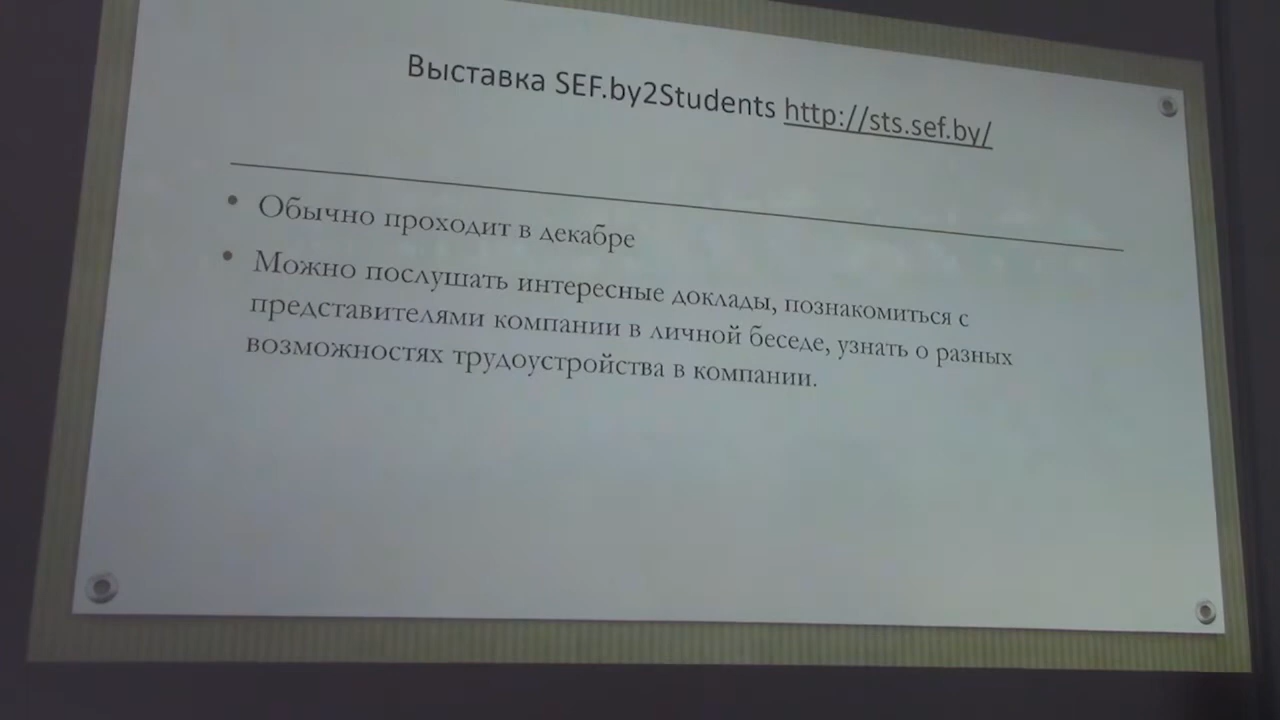 Выставка SEF.by2Students http://sts.sef.by/
• Обычно проходит в декабре
• Можно послушать интересные доклады, познакомиться с
представителями компании в личной беседе, узнать о разных
возможностях трудоустройства в компании.